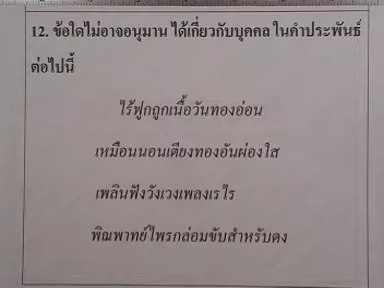 12. ข้อใดไม่อาจอนุมาน ได้เกี่ยวกับบุคคล ในคำประพันธ์
ต่อไปนี้
ไร้ฟูกถูกเนื้อวันทองอ่อน
เหมือนนอนเตียงทองอันผ่องใส
เพลินฟังวังเวงเพลงเรไร
พิณพาทย์ไพรกล่อมขับสำหรับดง